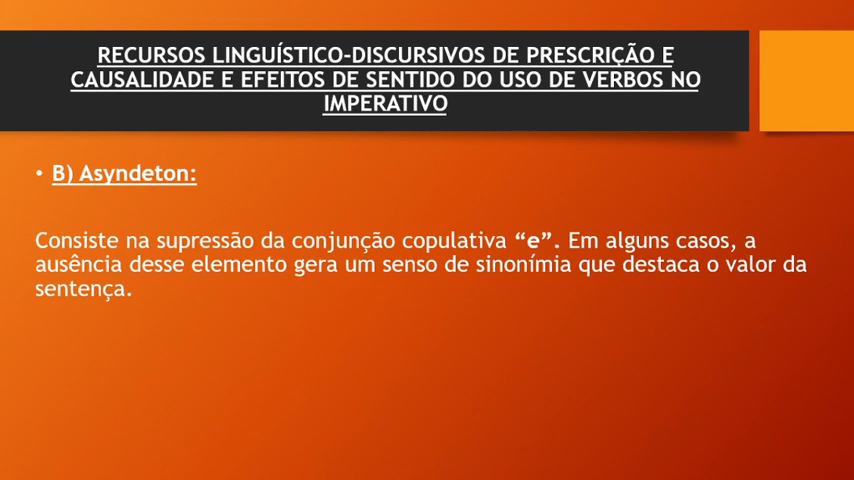 RECURSOS LINGUÍSTICO-DISCURSIVOS DE PRESCRIÇÃO E
CAUSALIDADE E EFEITOS DE SENTIDO DO USO DE VERBOS NO
IMPERATIVO
• B) Asyndeton:
Consiste na supressão da conjunção copulativa “e”. Em alguns casos, a
ausência desse elemento gera um senso de sinonímia que destaca o valor da
sentença.